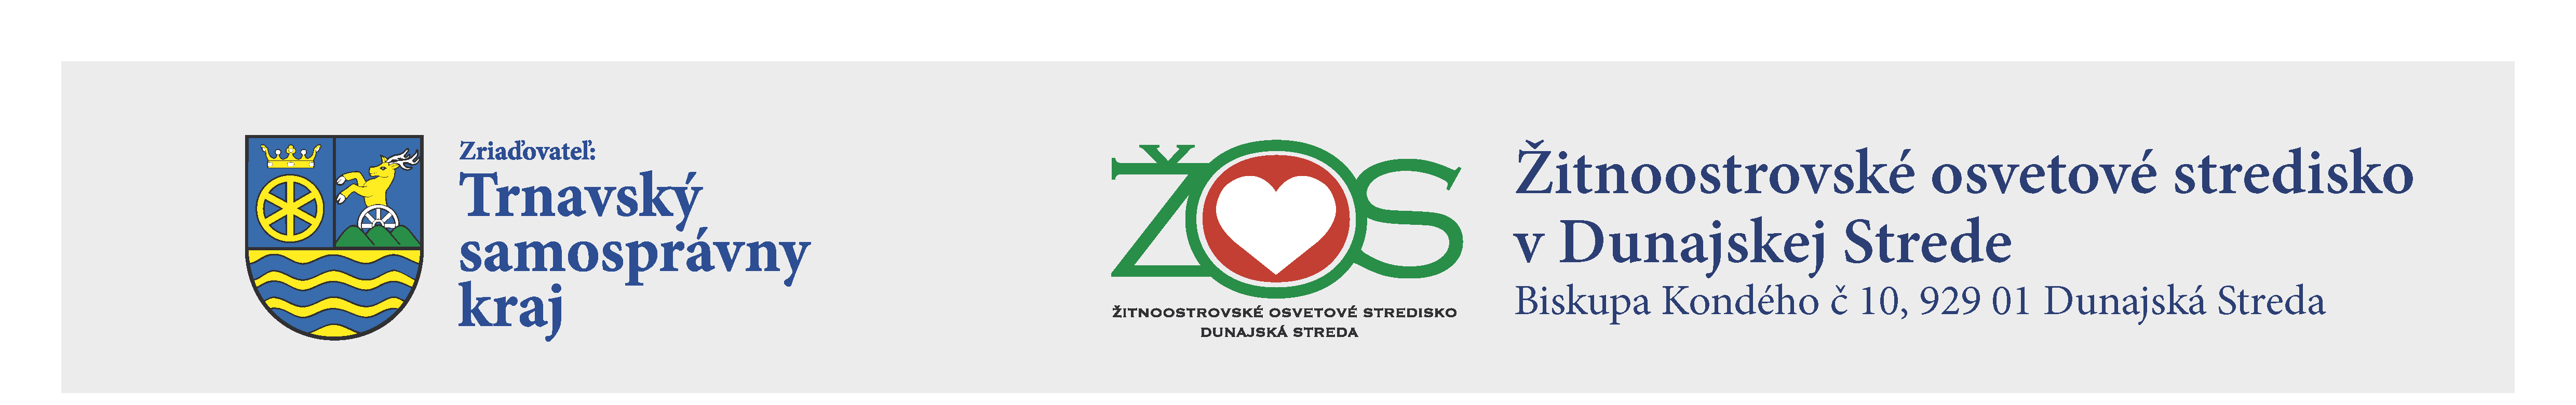 Zriaďovateľ:
Trnavský
samosprávny
kraj
ŽOS
ŽITNOOSTROVSKÉ OSVETOVÉ STREDISKO
DUNAJSKÁ STREDA
Žitnoostrovské osvetové stredisko
v Dunajskej Strede
Biskupa Kondého č 10, 929 01 Dunajská Streda